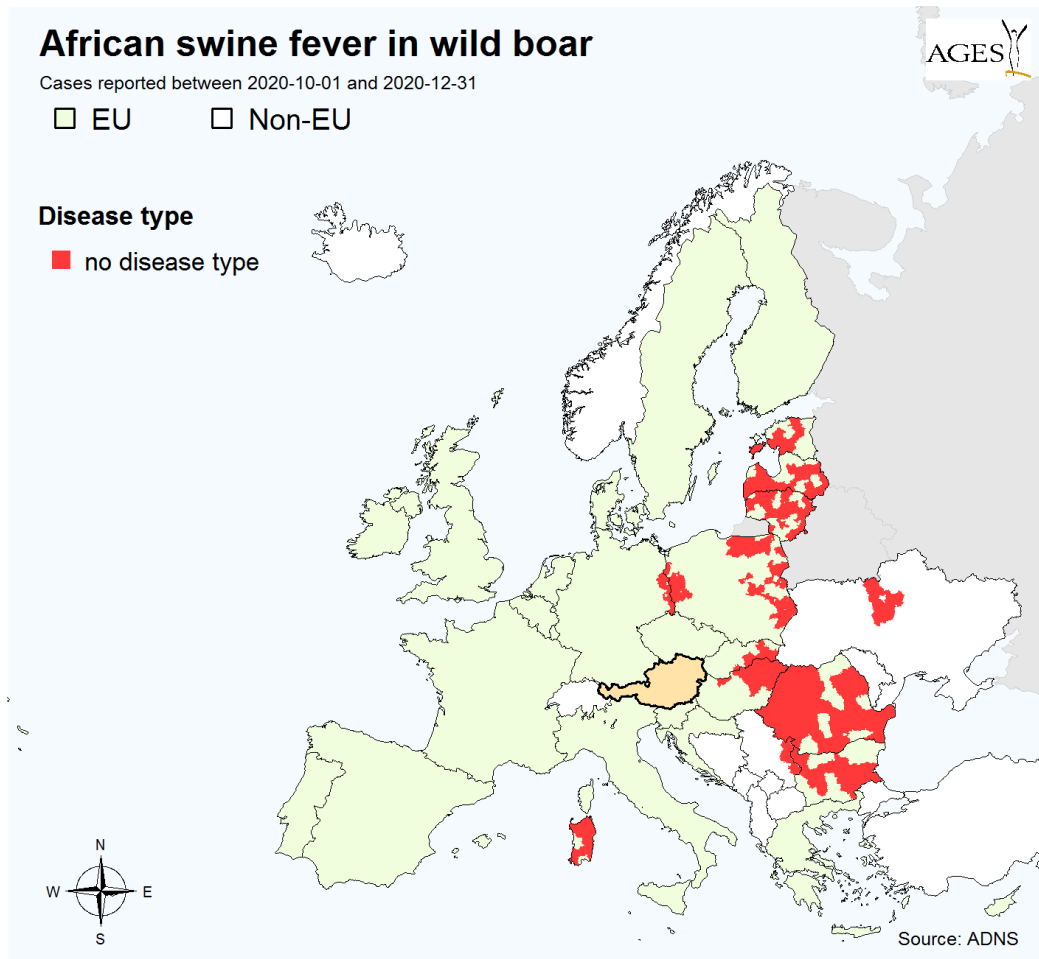 African swine fever in wild boar
Cases reported between 2020-10-01 and 2020-12-31
EU Non-EU
AGES
Disease type
no disease type
N
W E
S
Source: ADNS